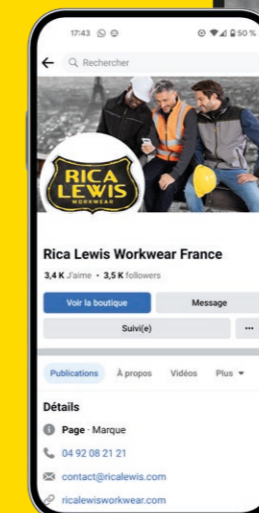 17:43 50 %
Rechercher
RICA
LEWIS
WORKWEAR
Rica Lewis Workwear France
3,4 K J'aime • 3,5 K followers
Voir la boutique Message
Suivi(e) ...
Publications À propos Vidéos Plus
Détails
Page · Marque
04 92 08 21 21
contact@ricalewis.com
ricalewisworkwear.com